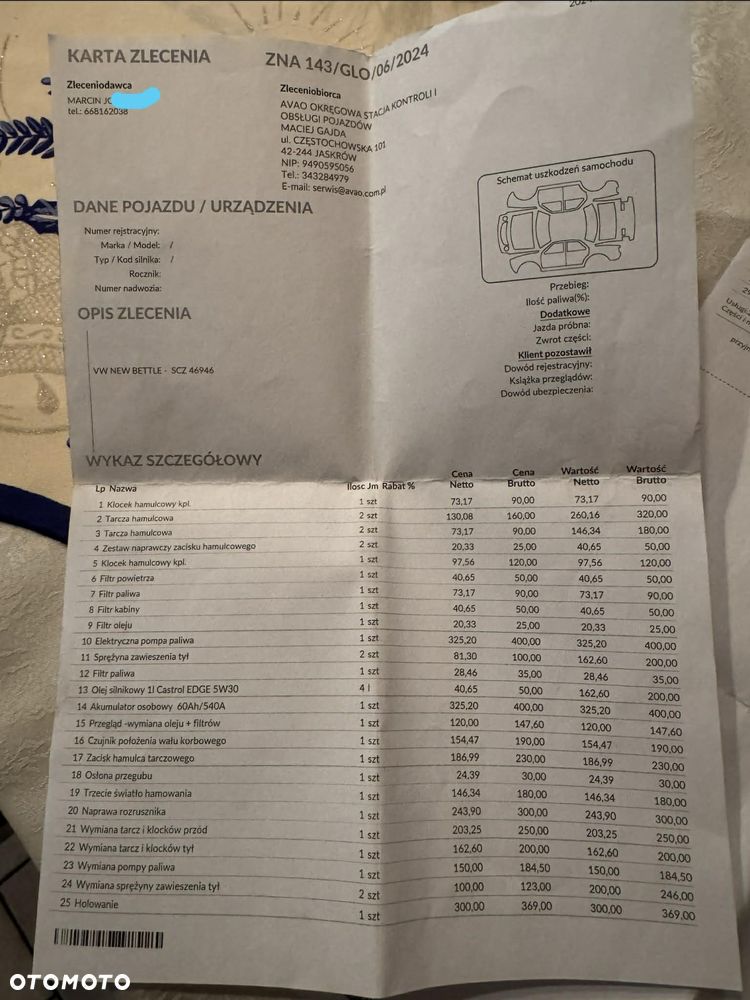 KARTA ZLECENIA
ZNA 143/GLO/06/2024
Zleceniodawca
MARCIN
tel.: 668162038
Zleceniobiorca
AVAO OKRĘGOWA STACJA KONTROLI I
OBSŁUGI POJAZDÓW
MACIEJ GAJDA
ul. CZĘSTOCHOWSKA 101
42-244 JASKRÓW
NIP: 9490595056
Tel.: 343284979
E-mail: serwis@avao.com.pl
Schemat uszkodzeń samochodu
DANE POJAZDU / URZĄDZENIA
Numer rejestracyjny:
Marka / Model: /
Typ / Kod silnika: /
Rocznik:
Numer nadwozia:
Przebieg:
Ilość paliwa(%):
Dodatkowe
Jazda próbna:
Zwrot części:
Klient pozostawił
Dowód rejestracyjny:
Książka przeglądów:
Dowód ubezpieczenia:
OPIS ZLECENIA
VW NEW BETTLE - SCZ 46946
WYKAZ SZCZEGÓŁOWY
Lp Nazwa Ilosc Jm Rabat % Cena Netto Cena Brutto Wartość Netto Wartość Brutto
1 Klocek hamulcowy kpl. 1 szt 73,17 90,00 73,17 90,00
2 Tarcza hamulcowa 2 szt 130,08 160,00 260,16 320,00
3 Tarcza hamulcowa 2 szt 73,17 90,00 146,34 180,00
4 Zestaw naprawczy zacisku hamulcowego 2 szt 20,33 25,00 40,65 50,00
5 Klocek hamulcowy kpl. 1 szt 97,56 120,00 97,56 120,00
6 Filtr powietrza 1 szt 40,65 50,00 40,65 50,00
7 Filtr paliwa 1 szt 73,17 90,00 73,17 90,00
8 Filtr kabiny 1 szt 40,65 50,00 40,65 50,00
9 Filtr oleju 1 szt 20,33 25,00 20,33 25,00
10 Elektryczna pompa paliwa 1 szt 325,20 400,00 325,20 400,00
11 Sprężyna zawieszenia tył 2 szt 81,30 100,00 162,60 200,00
12 Filtr paliwa 1 szt 28,46 35,00 28,46 35,00
13 Olej silnikowy 1l Castrol EDGE 5W30 4 l 40,65 50,00 162,60 200,00
14 Akumulator osobowy 60Ah/540A 1 szt 325,20 400,00 325,20 400,00
15 Przegląd -wymiana oleju + filtrów 1 szt 120,00 147,60 120,00 147,60
16 Czujnik położenia wału korbowego 1 szt 154,47 190,00 154,47 190,00
17 Zacisk hamulca tarczowego 1 szt 186,99 230,00 186,99 230,00
18 Osłona przegubu 1 szt 24,39 30,00 24,39 30,00
19 Trzecie światło hamowania 1 szt 146,34 180,00 146,34 180,00
20 Naprawa rozrusznika 1 szt 243,90 300,00 243,90 300,00
21 Wymiana tarcz i klocków przód 1 szt 203,25 250,00 203,25 250,00
22 Wymiana tarcz i klocków tył 1 szt 162,60 200,00 162,60 200,00
23 Wymiana pompy paliwa 1 szt 150,00 184,50 150,00 184,50
24 Wymiana sprężyny zawieszenia tył 2 szt 100,00 123,00 200,00 246,00
25 Holowanie 1 szt 300,00 369,00 300,00 369,00
OTOMOTO